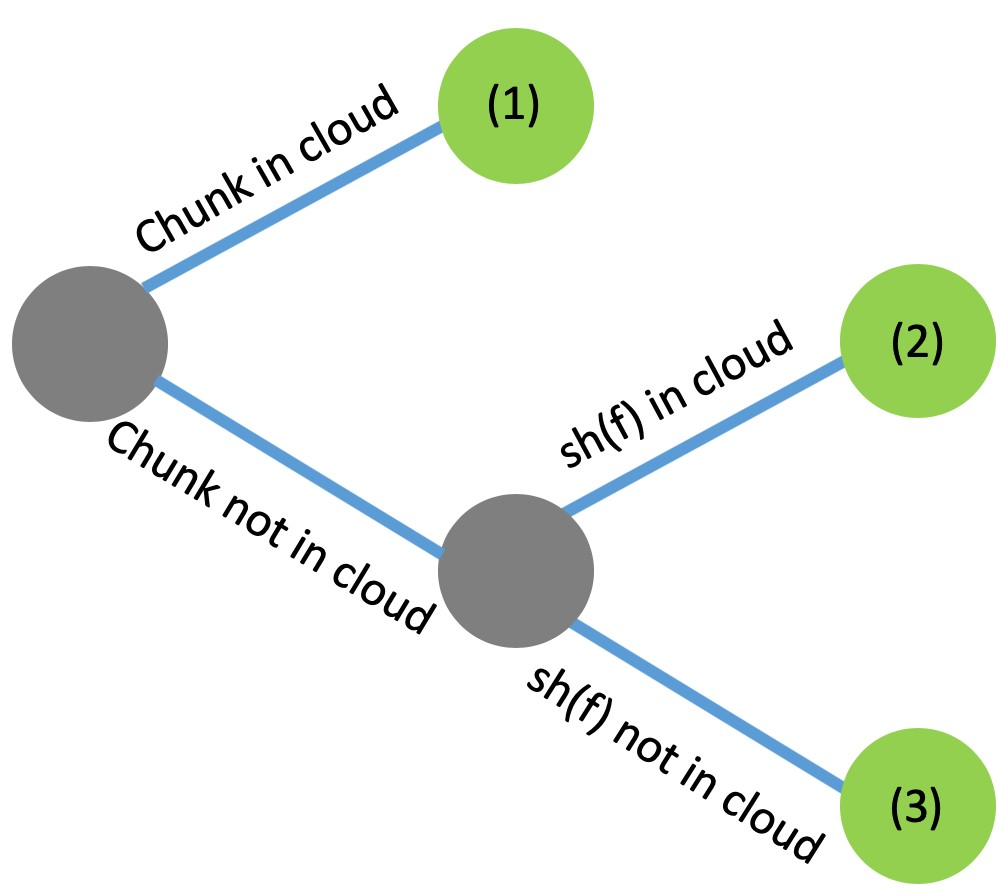 Chunk in cloud
(1)
Chunk not in cloud
sh(f) in cloud
(2)
sh(f) not in cloud
(3)